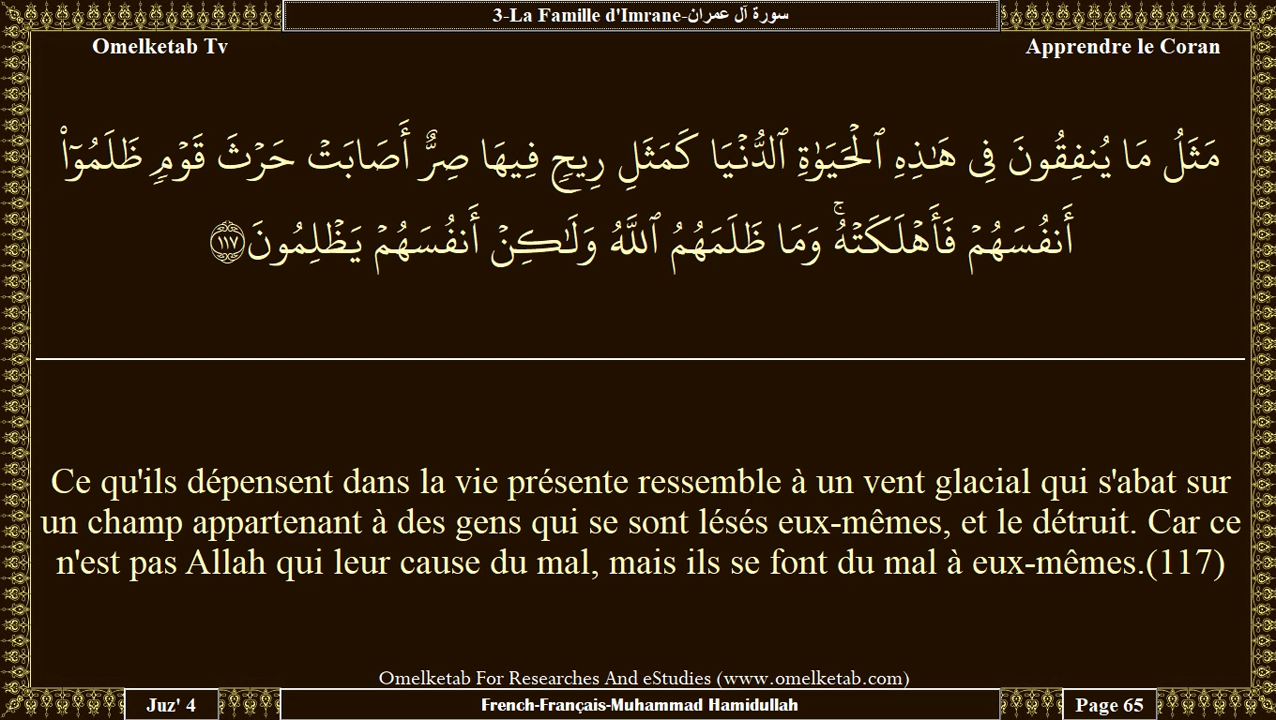 3-La Famille d'Imrane-سورة آل عمران
Omelketab Tv
Apprendre le Coran
مَثَلُ مَا يُنفِقُونَ فِى هَـٰذِهِ ٱلْحَيَوٰةِ ٱلدُّنْيَا كَمَثَلِ رِيحٍ فِيهَا صِرٌّ أَصَابَتْ حَرْثَ قَوْمٍ ظَلَمُوٓا۟
أَنفُسَهُمْ فَأَهْلَكَتْهُ ۚ وَمَا ظَلَمَهُمُ ٱللَّهُ وَلَـٰكِنْ أَنفُسَهُمْ يَظْلِمُونَ ١١٧
Ce qu'ils dépensent dans la vie présente ressemble à un vent glacial qui s'abat sur
un champ appartenant à des gens qui se sont lésés eux-mêmes, et le détruit. Car ce
n'est pas Allah qui leur cause du mal, mais ils se font du mal à eux-mêmes.(117)
Omelketab For Researches And eStudies (www.omelketab.com)
Juz' 4
French-Français-Muhammad Hamidullah
Page 65